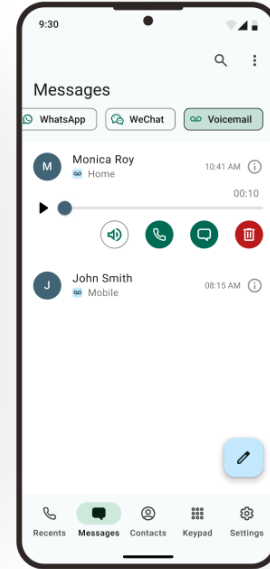 9:30
Messages
WhatsApp WeChat Voicemail
M Monica Roy 10:41 AM
Home
00:10
J John Smith 08:15 AM
Mobile
Recents Messages Contacts Keypad Settings